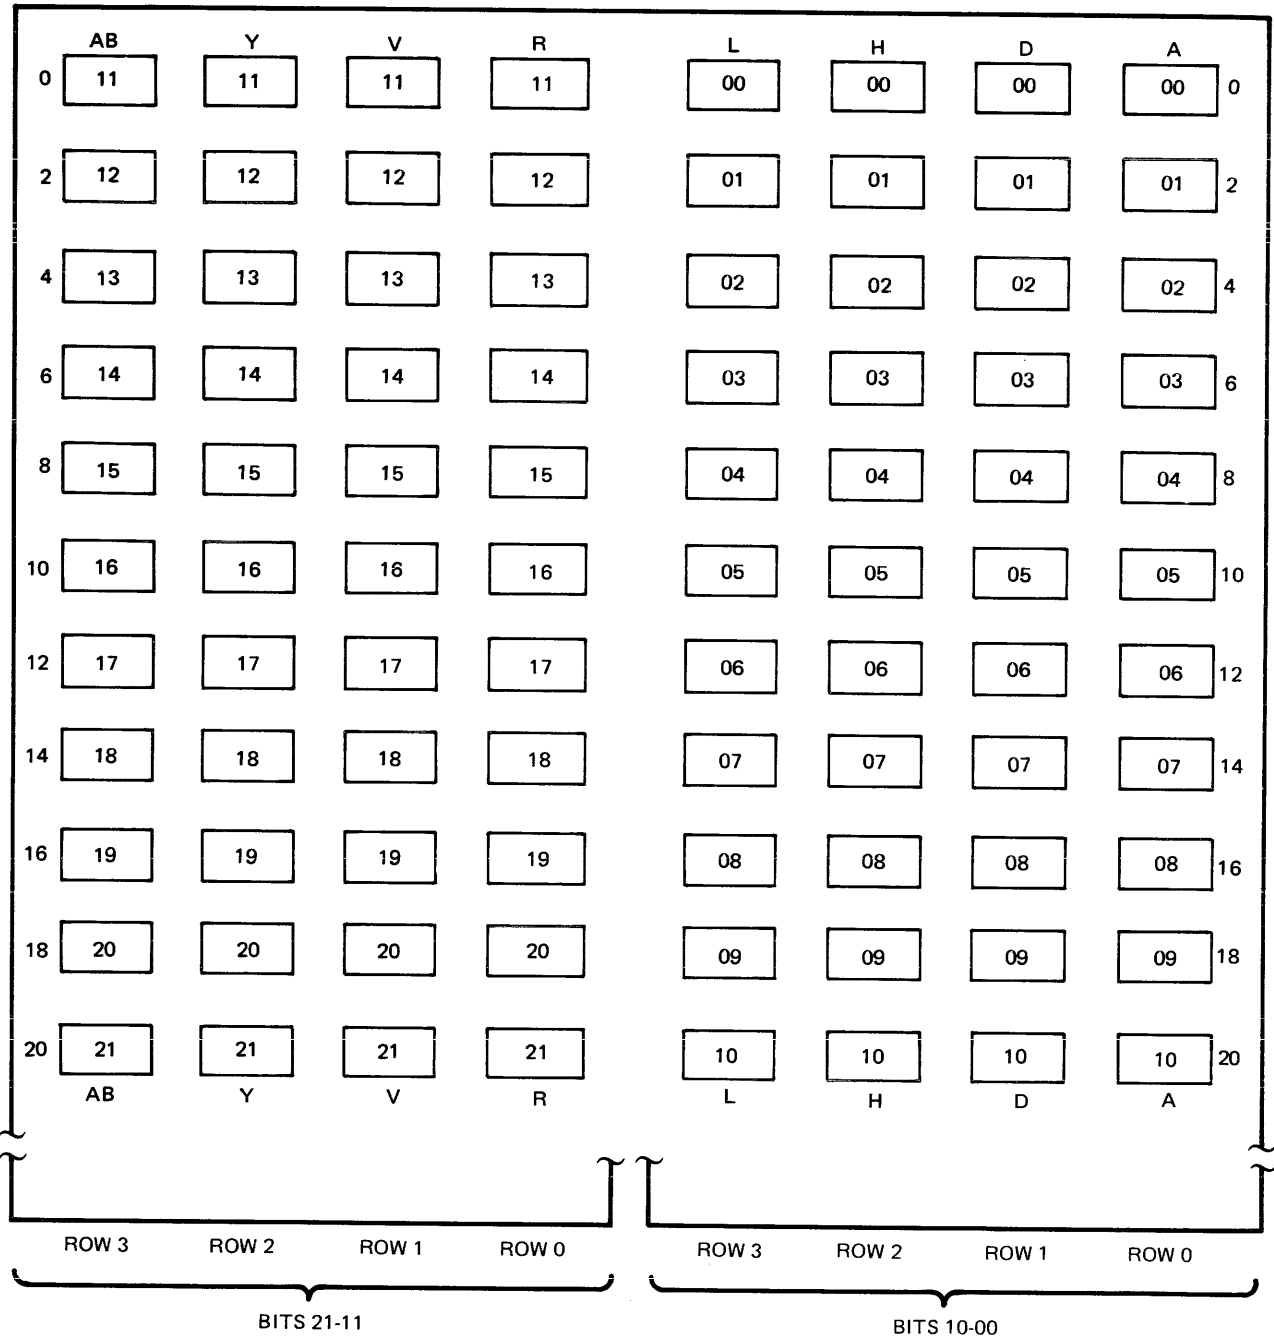 AB Y V R L H D A
0 11 11 11 11 00 00 00 00 0
2 12 12 12 12 01 01 01 01 2
4 13 13 13 13 02 02 02 02 4
6 14 14 14 14 03 03 03 03 6
8 15 15 15 15 04 04 04 04 8
10 16 16 16 16 05 05 05 05 10
12 17 17 17 17 06 06 06 06 12
14 18 18 18 18 07 07 07 07 14
16 19 19 19 19 08 08 08 08 16
18 20 20 20 20 09 09 09 09 18
20 21 21 21 21 10 10 10 10 20
AB Y V R L H D A
ROW 3 ROW 2 ROW 1 ROW 0 ROW 3 ROW 2 ROW 1 ROW 0
BITS 21-11 BITS 10-00